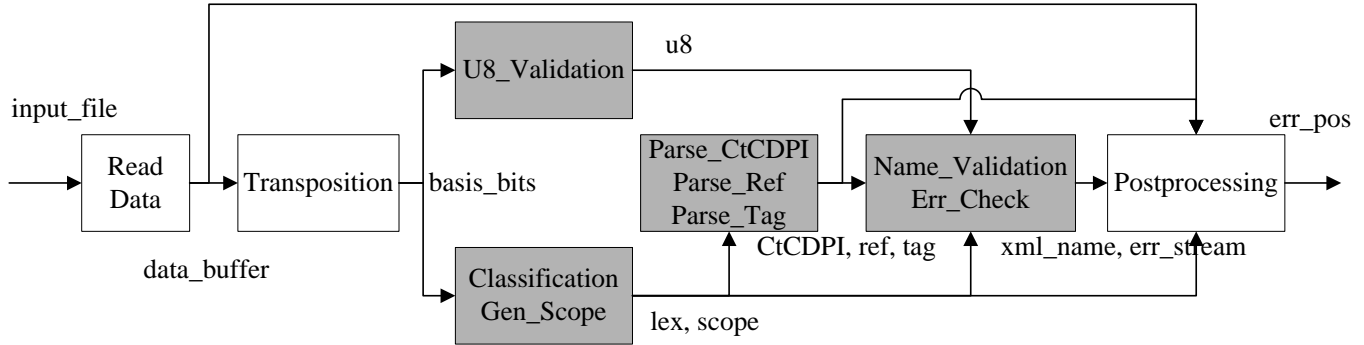 u8
U8_Validation
input_file
err_pos
Read
Data
Transposition
basis_bits
Parse_CtCDPI
Parse_Ref
Parse_Tag
Name_Validation
Err_Check
Postprocessing
CtCDPI, ref, tag
xml_name, err_stream
data_buffer
Classification
Gen_Scope
lex, scope